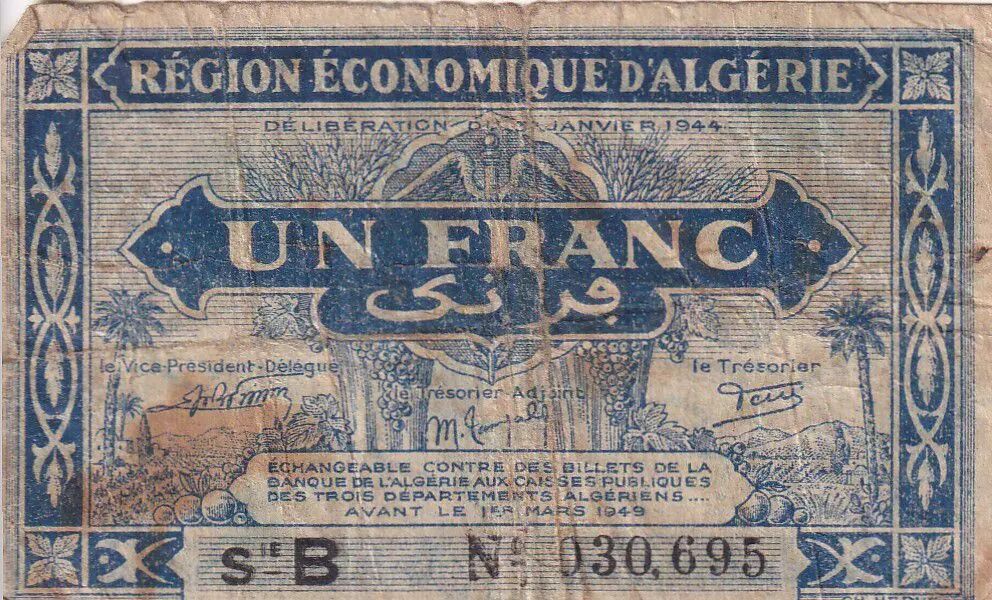 RÉGION ÉCONOMIQUE D'ALGÉRIE
DÉLIBÉRATION JANVIER 1944
UN FRANC
فرنك
le Vice-President-Délégué
le Trésorier
le Trésorier-Adjoint
ÉCHANGEABLE CONTRE DES BILLETS DE LA
BANQUE DE L'ALGÉRIE AUX CAISSES PUBLIQUES
DES TROIS DÉPARTEMENTS ALGÉRIENS....
AVANT LE 1ER MARS 1949
SIE B No 030,695